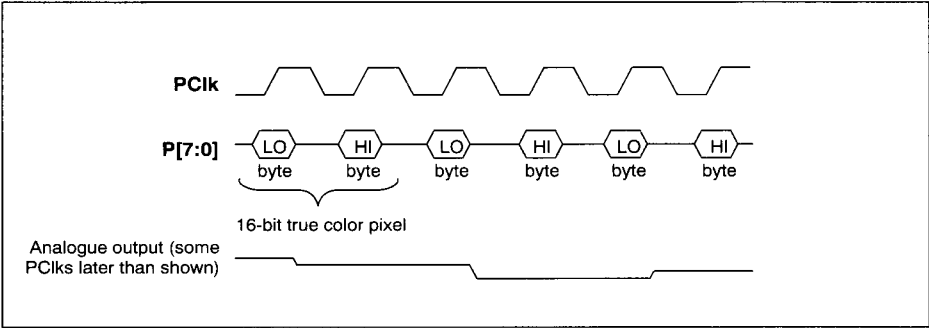 PClk
P[7:0]
LO HI LO HI LO HI
byte byte byte byte byte byte
16-bit true color pixel
Analogue output (some
PClks later than shown)